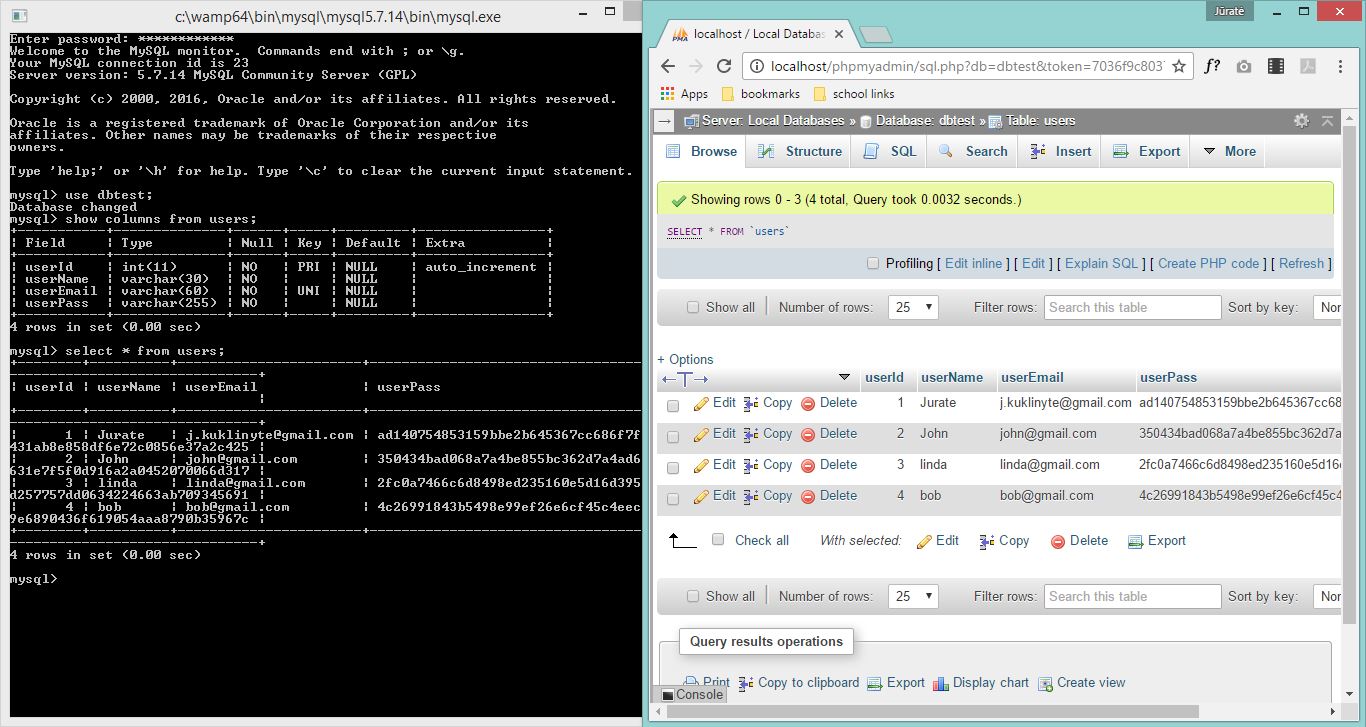 c:\wamp64\bin\mysql\mysql5.7.14\bin\mysql.exe
Enter password: ************
Welcome to the MySQL monitor.  Commands end with ; or \g.
Your MySQL connection id is 23
Server version: 5.7.14 MySQL Community Server (GPL)
Copyright (c) 2000, 2016, Oracle and/or its affiliates. All rights reserved.
Oracle is a registered trademark of Oracle Corporation and/or its
affiliates. Other names may be trademarks of their respective
owners.
Type 'help;' or '\h' for help. Type '\c' to clear the current input statement.
mysql> use dbtest;
Database changed
mysql> show columns from users;
| Field | Type | Null | Key | Default | Extra |
| userId | int(11) | NO | PRI | NULL | auto_increment |
| userName | varchar(30) | NO | | NULL | |
| userEmail | varchar(60) | NO | UNI | NULL | |
| userPass | varchar(255) | NO | | NULL | |
4 rows in set (0.00 sec)
mysql> select * from users;
| userId | userName | userEmail | userPass
|
| 1 | Jurate | j.kuklinyte@gmail.com | ad140754853159bbe2b645367cc686f7f
431ab8e858df6e72c0856e37a2c425 |
| 2 | John | john@gmail.com | 350434bad068a7a4be855bc362d7a4ad6
631e7f5f0d916a2a0452070066d317 |
| 3 | linda | linda@gmail.com | 2fc0a7466c6d8498ed235160e5d16d395
d257757dd0634224663ab709345691 |
| 4 | bob | bob@gmail.com | 4c26991843b5498e99ef26e6cf45c4eec
9e6890436f619054aaa8790b35967c |
4 rows in set (0.00 sec)
mysql>
Jūratė
PMA localhost / Local Databas
localhost/phpmyadmin/sql.php?db=dbtest&token=7036f9c803 f?
Apps bookmarks school links
Server: Local Databases » Database: dbtest » Table: users
Browse Structure SQL Search Insert Export More
Showing rows 0 - 3 (4 total, Query took 0.0032 seconds.)
SELECT * FROM `users`
Profiling [ Edit inline ] [ Edit ] [ Explain SQL ] [ Create PHP code ] [ Refresh ]
Show all | Number of rows: 25 Filter rows: Search this table Sort by key: Nor
+ Options
←T→ userId userName userEmail userPass
Edit Copy Delete 1 Jurate j.kuklinyte@gmail.com ad140754853159bbe2b645367cc68
Edit Copy Delete 2 John john@gmail.com 350434bad068a7a4be855bc362d7a
Edit Copy Delete 3 linda linda@gmail.com 2fc0a7466c6d8498ed235160e5d16
Edit Copy Delete 4 bob bob@gmail.com 4c26991843b5498e99ef26e6cf45c4
Check all With selected: Edit Copy Delete Export
Show all | Number of rows: 25 Filter rows: Search this table Sort by key: Nor
Query results operations
Print Copy to clipboard Export Display chart Create view
Console